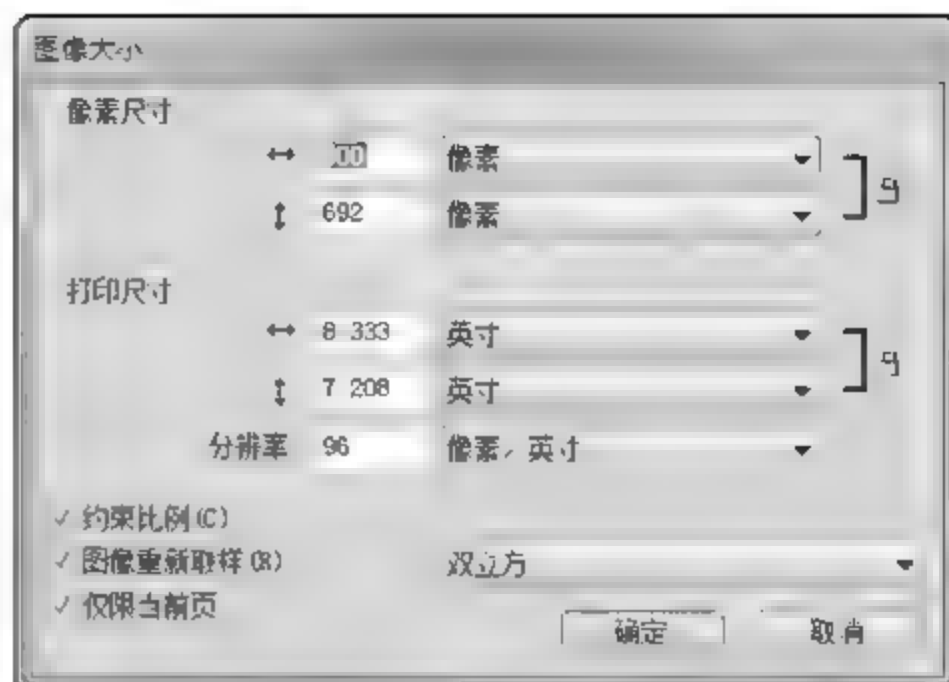 图像大小
像素尺寸
↔ 00 像素
↕ 692 像素
打印尺寸
↔ 8 333 英寸
↕ 7 208 英寸
分辨率 96 像素/英寸
✓ 约束比例(C)
✓ 图像重新取样(R) 双立方
✓ 仅限当前页
确定 取消